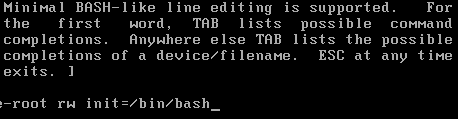 Minimal BASH-like line editing is supported. For
the first word, TAB lists possible command
completions. Anywhere else TAB lists the possible
completions of a device/filename. ESC at any time
exits. ]
e-root rw init=/bin/bash_